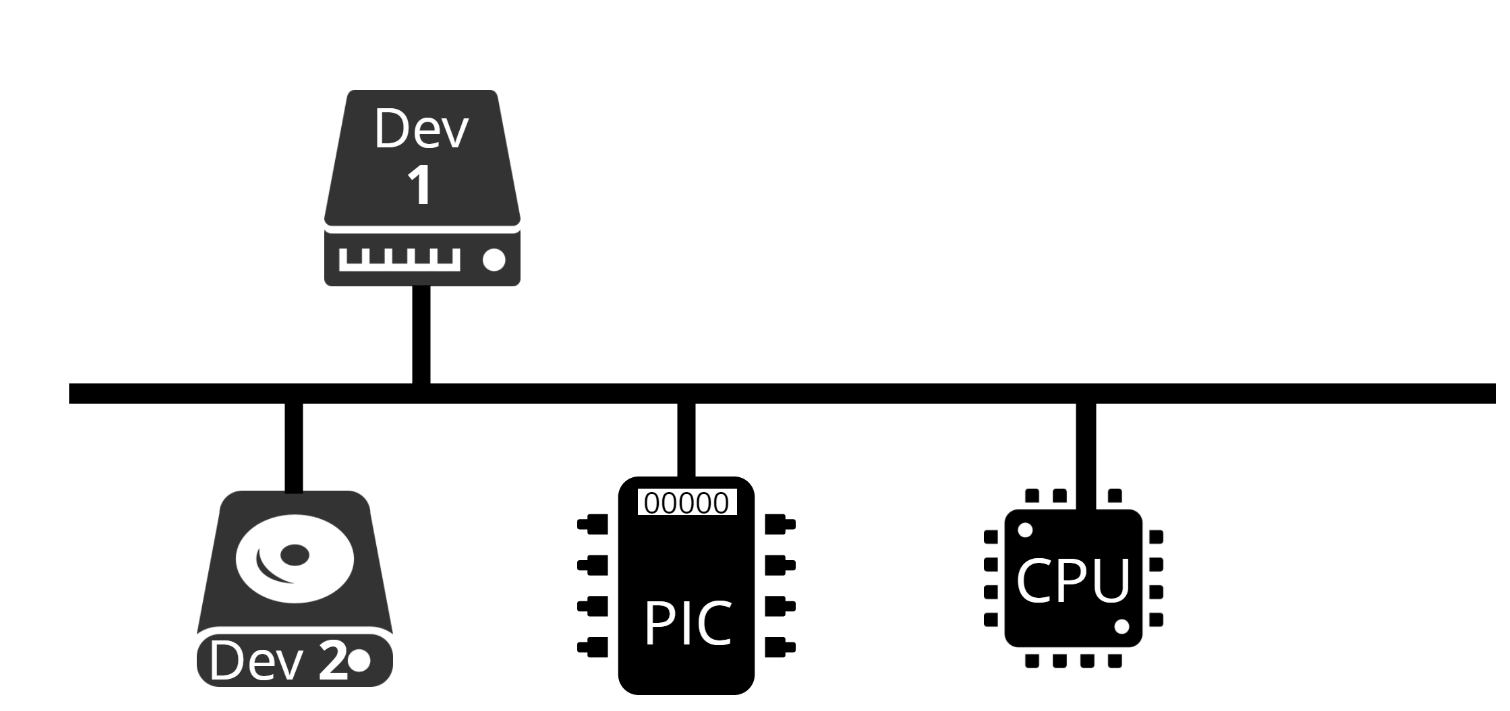 Dev
1
Dev 2
00000
PIC
CPU